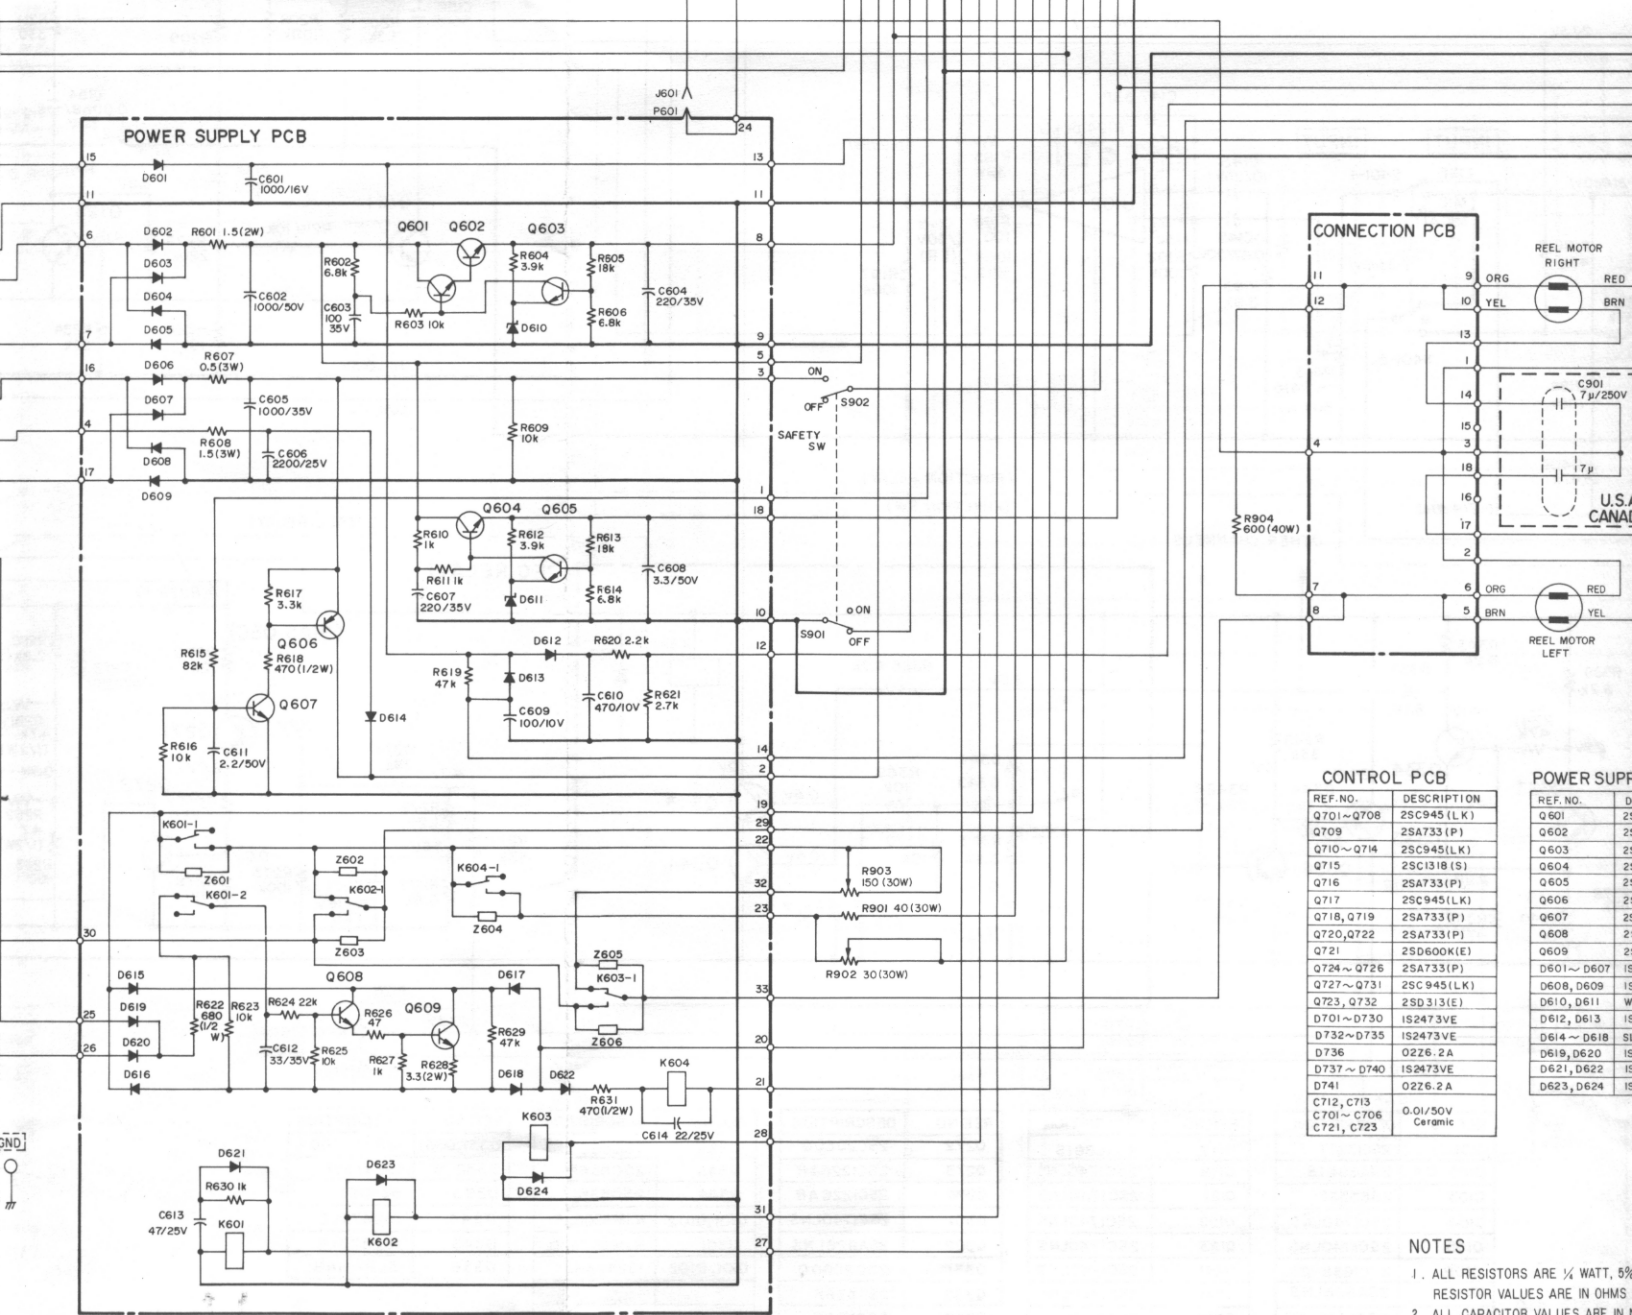 J601
P601
24
POWER SUPPLY PCB
15
D601
C601
1000/16V
13
11
11
6
D602
R601 1.5(2W)
D603
D604
D605
C602
1000/50V
R602
6.8k
C603
100
35V
Q601
Q602
Q603
R603 10k
R604
3.9k
D610
R605
18k
R606
6.8k
C604
220/35V
8
7
9
5
16
D606
R607
0.5(3W)
3
ON
OFF
S902
D607
C605
1000/35V
4
R608
1.5(3W)
D608
C606
2200/25V
R609
10k
SAFETY
SW
17
D609
1
18
Q604
Q605
R610
1k
R611 1k
C607
220/35V
R612
3.9k
D611
R613
18k
R614
6.8k
C608
3.3/50V
10
ON
S901
OFF
12
R617
3.3k
Q606
R618
470(1/2W)
R615
82k
Q607
D612
R620 2.2k
R619
47k
D613
C609
100/10V
C610
470/10V
R621
2.7k
D614
R616
10k
C611
2.2/50V
14
2
19
29
22
K601-1
Z601
K601-2
Z602
K602-1
Z603
K604-1
Z604
32
23
R903
150 (30W)
R901 40(30W)
R902 30(30W)
30
Z605
K603-1
Z606
33
D615
D619
D620
D616
25
26
R622
680
(1/2
W)
R623
10k
R624 22k
C612
33/35V
R625
10k
Q608
R626
47
R627
1k
Q609
R628
3.3(2W)
D617
R629
47k
D618
D622
R631
470(1/2W)
K604
C614 22/25V
20
21
K603
D624
28
GND
D621
R630 1k
C613
47/25V
K601
D623
K602
31
27
CONNECTION PCB
11
12
4
7
8
9
10
13
1
14
15
3
18
16
17
2
6
5
ORG
YEL
REEL MOTOR
RIGHT
RED
BRN
C901
7μ/250V
7μ
U.S.A
R904
600(40W)
ORG
BRN
RED
YEL
REEL MOTOR
LEFT
CONTROL PCB
REF.NO. DESCRIPTION
Q701~Q708 2SC945(LK)
Q709 2SA733(P)
Q710~Q714 2SC945(LK)
Q715 2SC1318(S)
Q716 2SA733(P)
Q717 2SC945(LK)
Q718,Q719 2SA733(P)
Q720,Q722 2SA733(P)
Q721 2SD600K(E)
Q724~Q726 2SA733(P)
Q727~Q731 2SC945(LK)
Q723, Q732 2SD313(E)
D701~D730 1S2473VE
D732~D735 1S2473VE
D736 02Z6.2A
D737~D740 1S2473VE
D741 02Z6.2A
C712, C713
C701~C706
C721, C723
0.01/50V
Ceramic
POWER
REF. NO.
Q601
Q602
Q603
Q604
Q605
Q606
Q607
Q608
Q609
D601~D607
D608, D609
D610, D611
D612, D613
D614~D618
D619, D620
D621, D622
D623, D624
NOTES
1. ALL RESISTORS ARE ¼ WATT, 5%
RESISTOR VALUES ARE IN OHMS